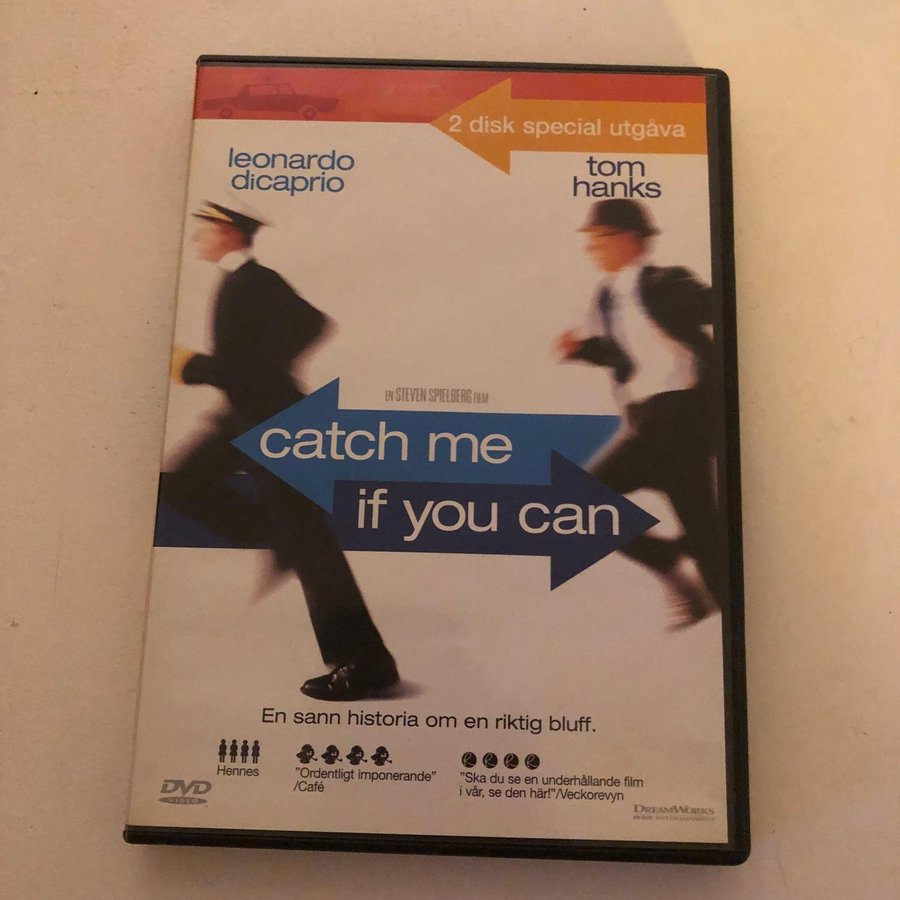 2 disk special utgåva
leonardo
dicaprio
tom
hanks
EN STEVEN SPIELBERG FILM
catch me
if you can
En sann historia om en riktig bluff.
Hennes
"Ordentligt imponerande"
/Café
"Ska du se en underhållande film
i vår, se den här!"/Veckorevyn
DVD
VIDEO
DREAMWORKS
HOME ENTERTAINMENT